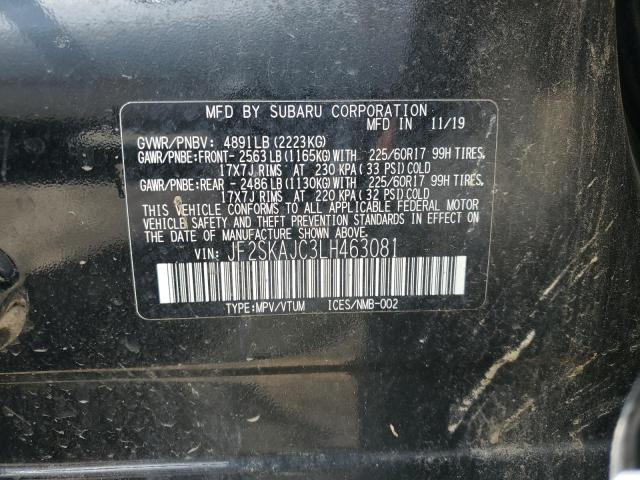 MFD BY SUBARU CORPORATION
MFD IN 11/19
GVWR/PNBV: 4891LB (2223KG)
GAWR/PNBE:FRONT- 2563LB (1165KG)WITH 225/60R17 99H TIRES,
17X7J RIMS AT 230 KPA (33 PSI)COLD
GAWR/PNBE:REAR - 2486LB (1130KG)WITH 225/60R17 99H TIRES,
17X7J RIMS AT 220 KPA (32 PSI)COLD
THIS VEHICLE CONFORMS TO ALL APPLICABLE FEDERAL MOTOR
VEHICLE SAFETY AND THEFT PREVENTION STANDARDS IN EFFECT ON
THE DATE OF MANUFACTURE SHOWN ABOVE.
VIN: JF2SKAJC3LH463081
TYPE:MPV/VTUM ICES/NMB-002